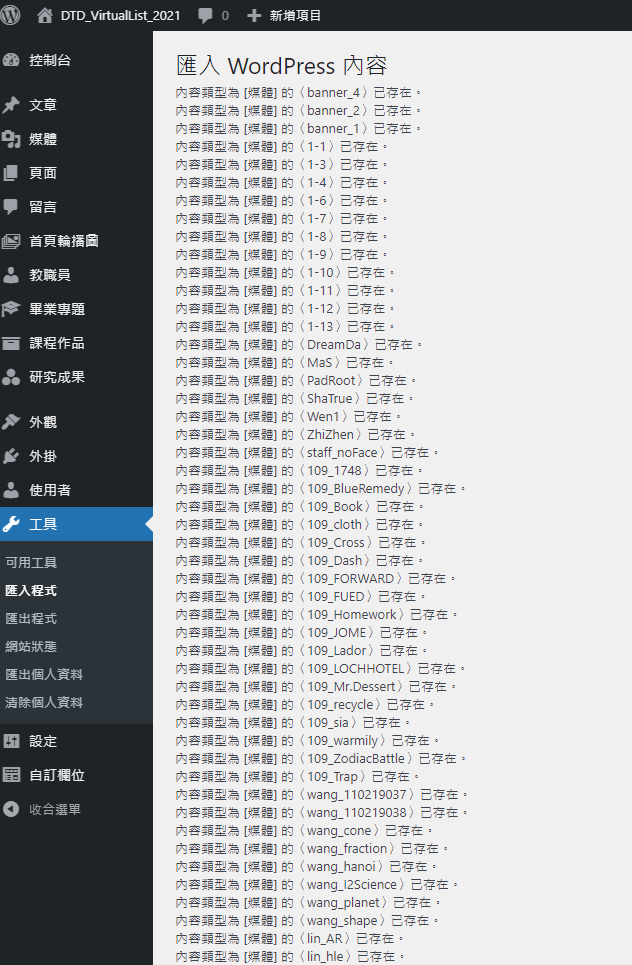 DTD_VirtualList_2021
0
新增項目
控制台
文章
媒體
頁面
留言
首頁輪播圖
教職員
畢業專題
課程作品
研究成果
外觀
外掛
使用者
工具
可用工具
匯入程式
匯出程式
網站狀態
匯出個人資料
清除個人資料
設定
自訂欄位
收合選單
匯入 WordPress 內容
內容類型為 [媒體] 的〈banner_4〉已存在。
內容類型為 [媒體] 的〈banner_2〉已存在。
內容類型為 [媒體] 的〈banner_1〉已存在。
內容類型為 [媒體] 的〈1-1〉已存在。
內容類型為 [媒體] 的〈1-3〉已存在。
內容類型為 [媒體] 的〈1-4〉已存在。
內容類型為 [媒體] 的〈1-6〉已存在。
內容類型為 [媒體] 的〈1-7〉已存在。
內容類型為 [媒體] 的〈1-8〉已存在。
內容類型為 [媒體] 的〈1-9〉已存在。
內容類型為 [媒體] 的〈1-10〉已存在。
內容類型為 [媒體] 的〈1-11〉已存在。
內容類型為 [媒體] 的〈1-12〉已存在。
內容類型為 [媒體] 的〈1-13〉已存在。
內容類型為 [媒體] 的〈DreamDa〉已存在。
內容類型為 [媒體] 的〈MaS〉已存在。
內容類型為 [媒體] 的〈PadRoot〉已存在。
內容類型為 [媒體] 的〈ShaTrue〉已存在。
內容類型為 [媒體] 的〈Wen1〉已存在。
內容類型為 [媒體] 的〈ZhiZhen〉已存在。
內容類型為 [媒體] 的〈staff_noFace〉已存在。
內容類型為 [媒體] 的〈109_1748〉已存在。
內容類型為 [媒體] 的〈109_BlueRemedy〉已存在。
內容類型為 [媒體] 的〈109_Book〉已存在。
內容類型為 [媒體] 的〈109_cloth〉已存在。
內容類型為 [媒體] 的〈109_Cross〉已存在。
內容類型為 [媒體] 的〈109_Dash〉已存在。
內容類型為 [媒體] 的〈109_FORWARD〉已存在。
內容類型為 [媒體] 的〈109_FUED〉已存在。
內容類型為 [媒體] 的〈109_Homework〉已存在。
內容類型為 [媒體] 的〈109_JOME〉已存在。
內容類型為 [媒體] 的〈109_Lador〉已存在。
內容類型為 [媒體] 的〈109_LOCHHOTEL〉已存在。
內容類型為 [媒體] 的〈109_Mr.Dessert〉已存在。
內容類型為 [媒體] 的〈109_recycle〉已存在。
內容類型為 [媒體] 的〈109_sia〉已存在。
內容類型為 [媒體] 的〈109_warmily〉已存在。
內容類型為 [媒體] 的〈109_ZodiacBattle〉已存在。
內容類型為 [媒體] 的〈109_Trap〉已存在。
內容類型為 [媒體] 的〈wang_110219037〉已存在。
內容類型為 [媒體] 的〈wang_110219038〉已存在。
內容類型為 [媒體] 的〈wang_cone〉已存在。
內容類型為 [媒體] 的〈wang_fraction〉已存在。
內容類型為 [媒體] 的〈wang_hanoi〉已存在。
內容類型為 [媒體] 的〈wang_I2Science〉已存在。
內容類型為 [媒體] 的〈wang_planet〉已存在。
內容類型為 [媒體] 的〈wang_shape〉已存在。
內容類型為 [媒體] 的〈lin_AR〉已存在。
內容類型為 [媒體] 的〈lin_hle〉已存在。